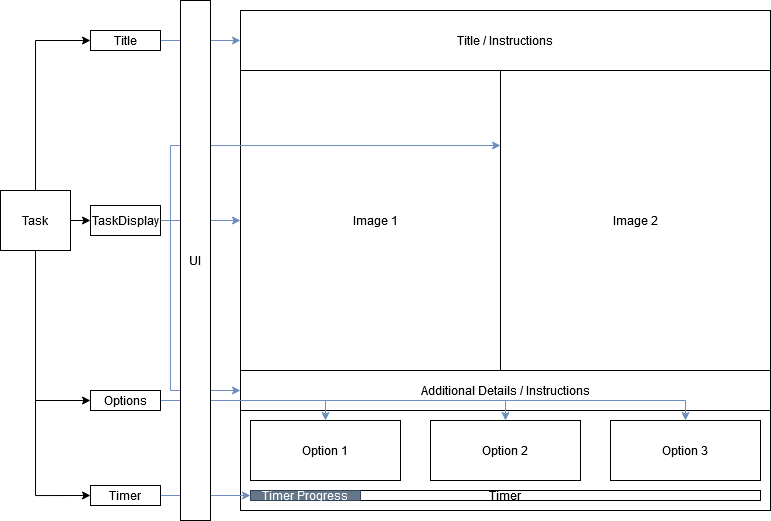 Title
Title / Instructions
Task
TaskDisplay
UI
Image 1
Image 2
Options
Additional Details / Instructions
Option 1
Option 2
Option 3
Timer
Timer Progress
Timer